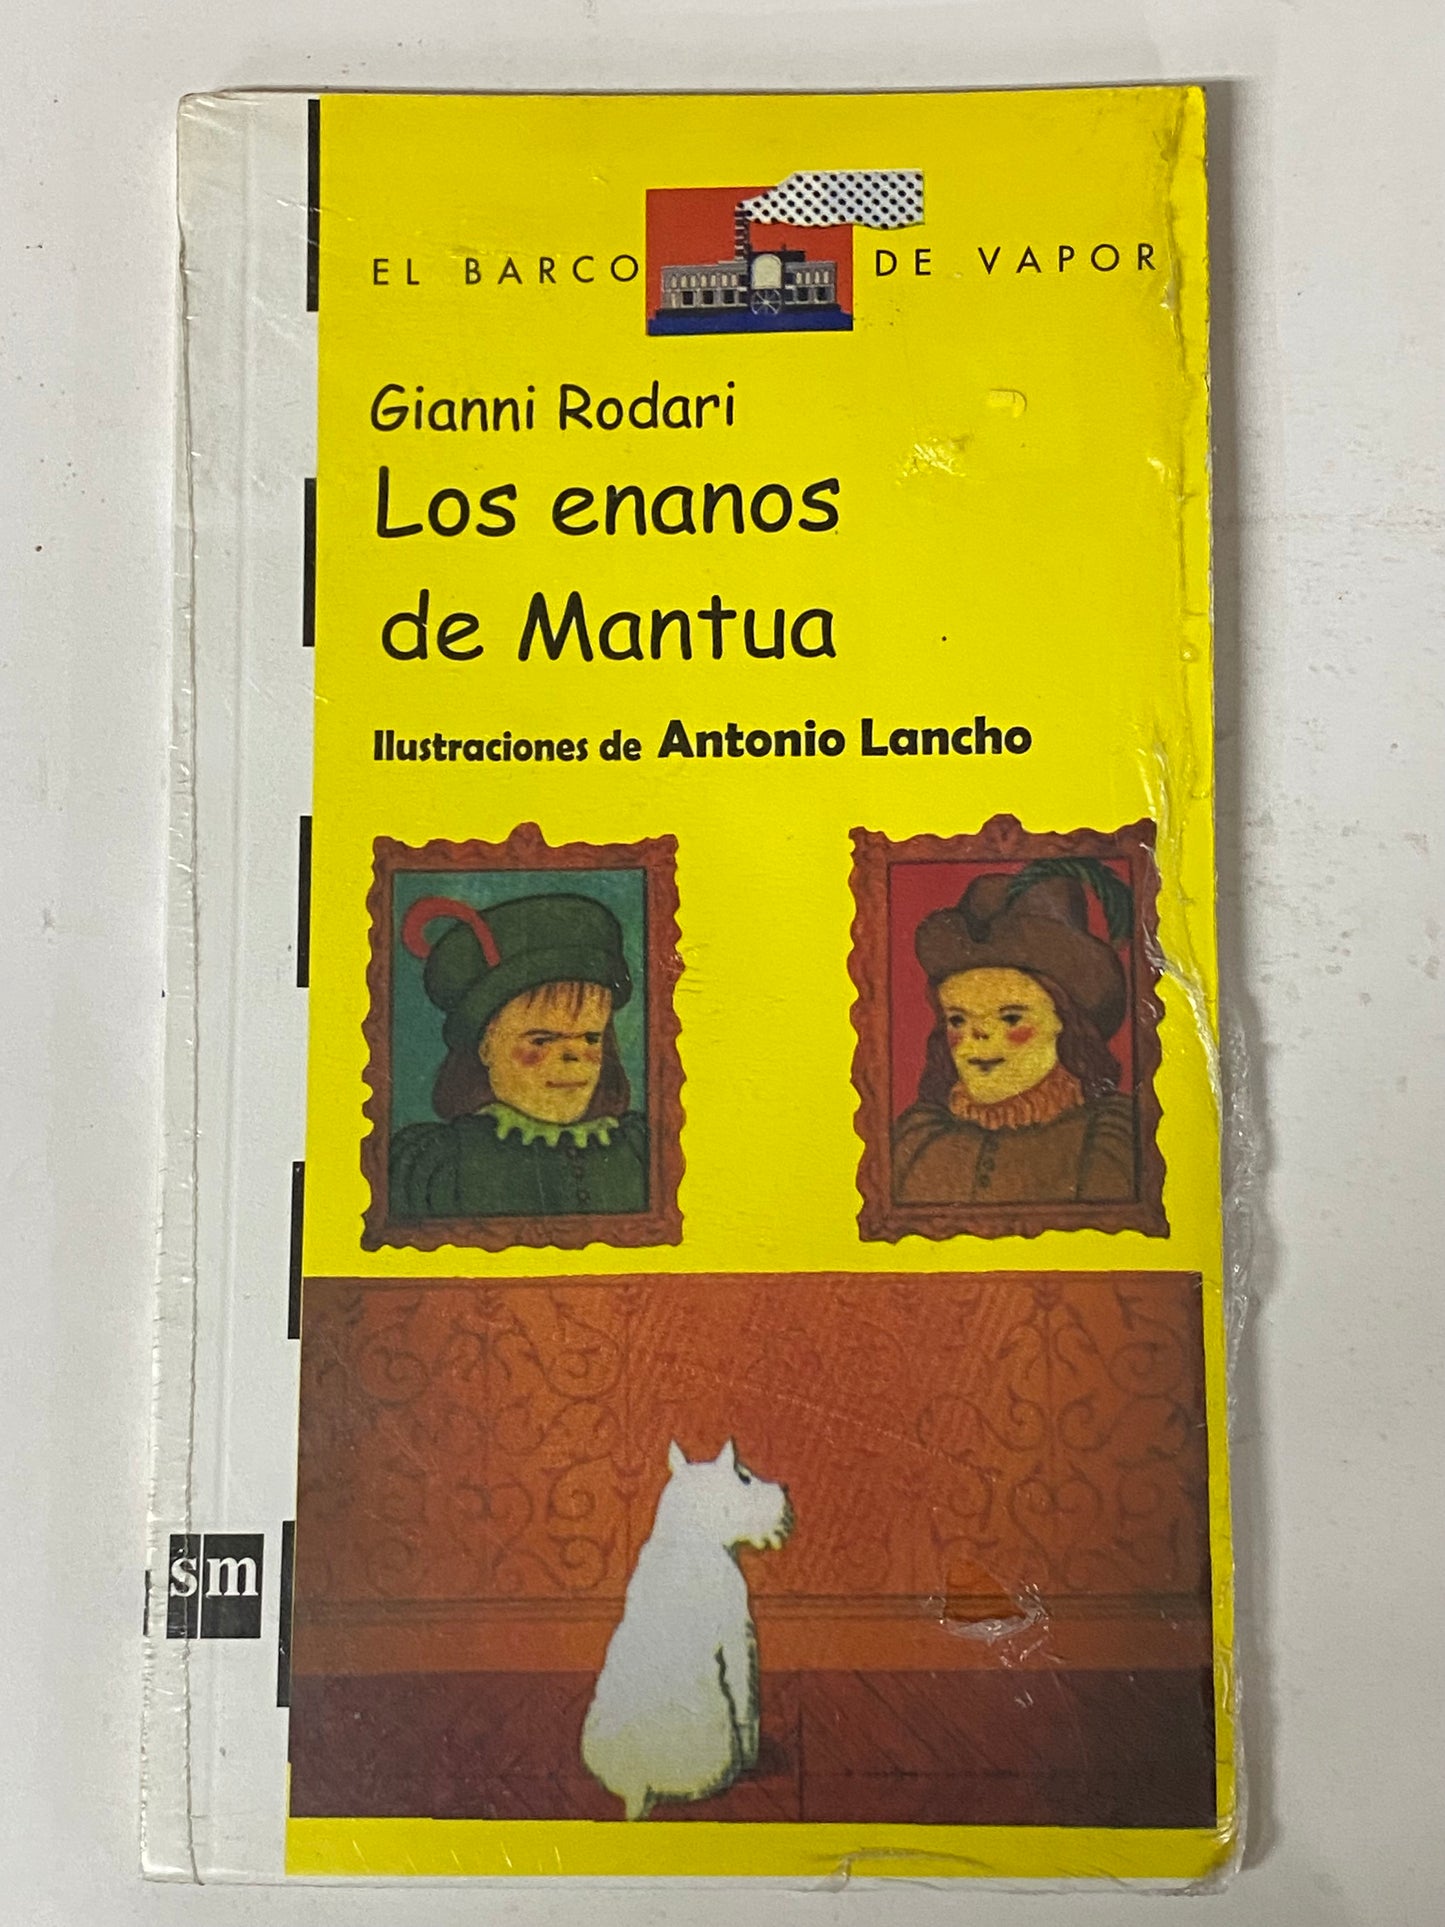 EL BARCO DE VAPOR
Gianni Rodari
Los enanos
de Mantua
Ilustraciones de Antonio Lancho
sm